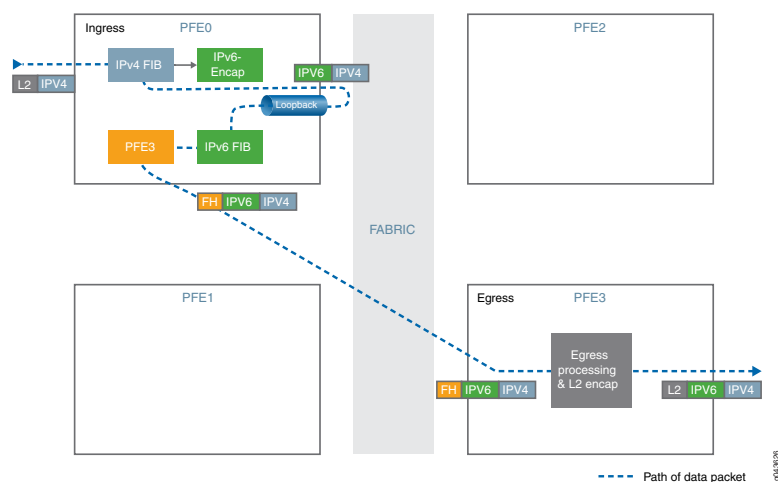 Ingress
PFE0
IPv4 FIB
IPv6-
Encap
L2 IPV4
IPV6 IPV4
Loopback
PFE3
IPv6 FIB
FH IPV6 IPV4
FABRIC
PFE2
PFE1
Egress
PFE3
Egress
processing
& L2 encap
FH IPV6 IPV4
L2 IPV6 IPV4
Path of data packet
g043626